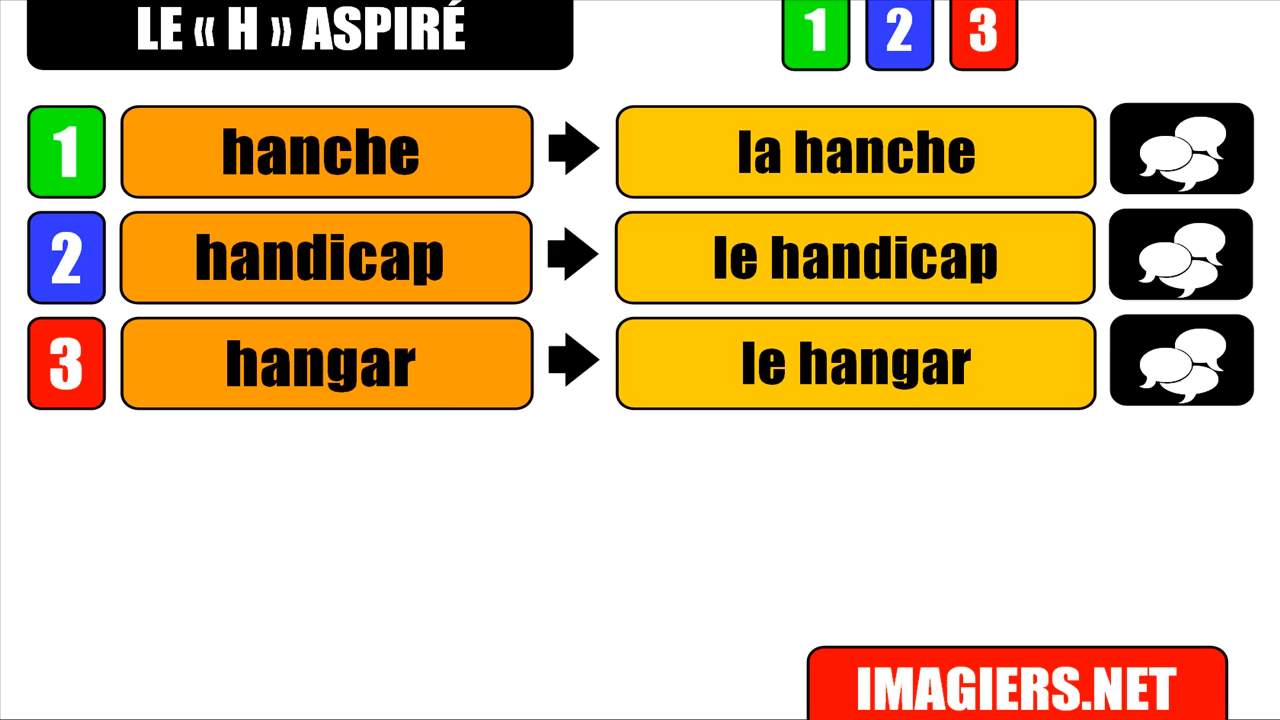 LE « H » ASPIRÉ
1 2 3
1 hanche la hanche
2 handicap le handicap
3 hangar le hangar
IMAGIERS.NET